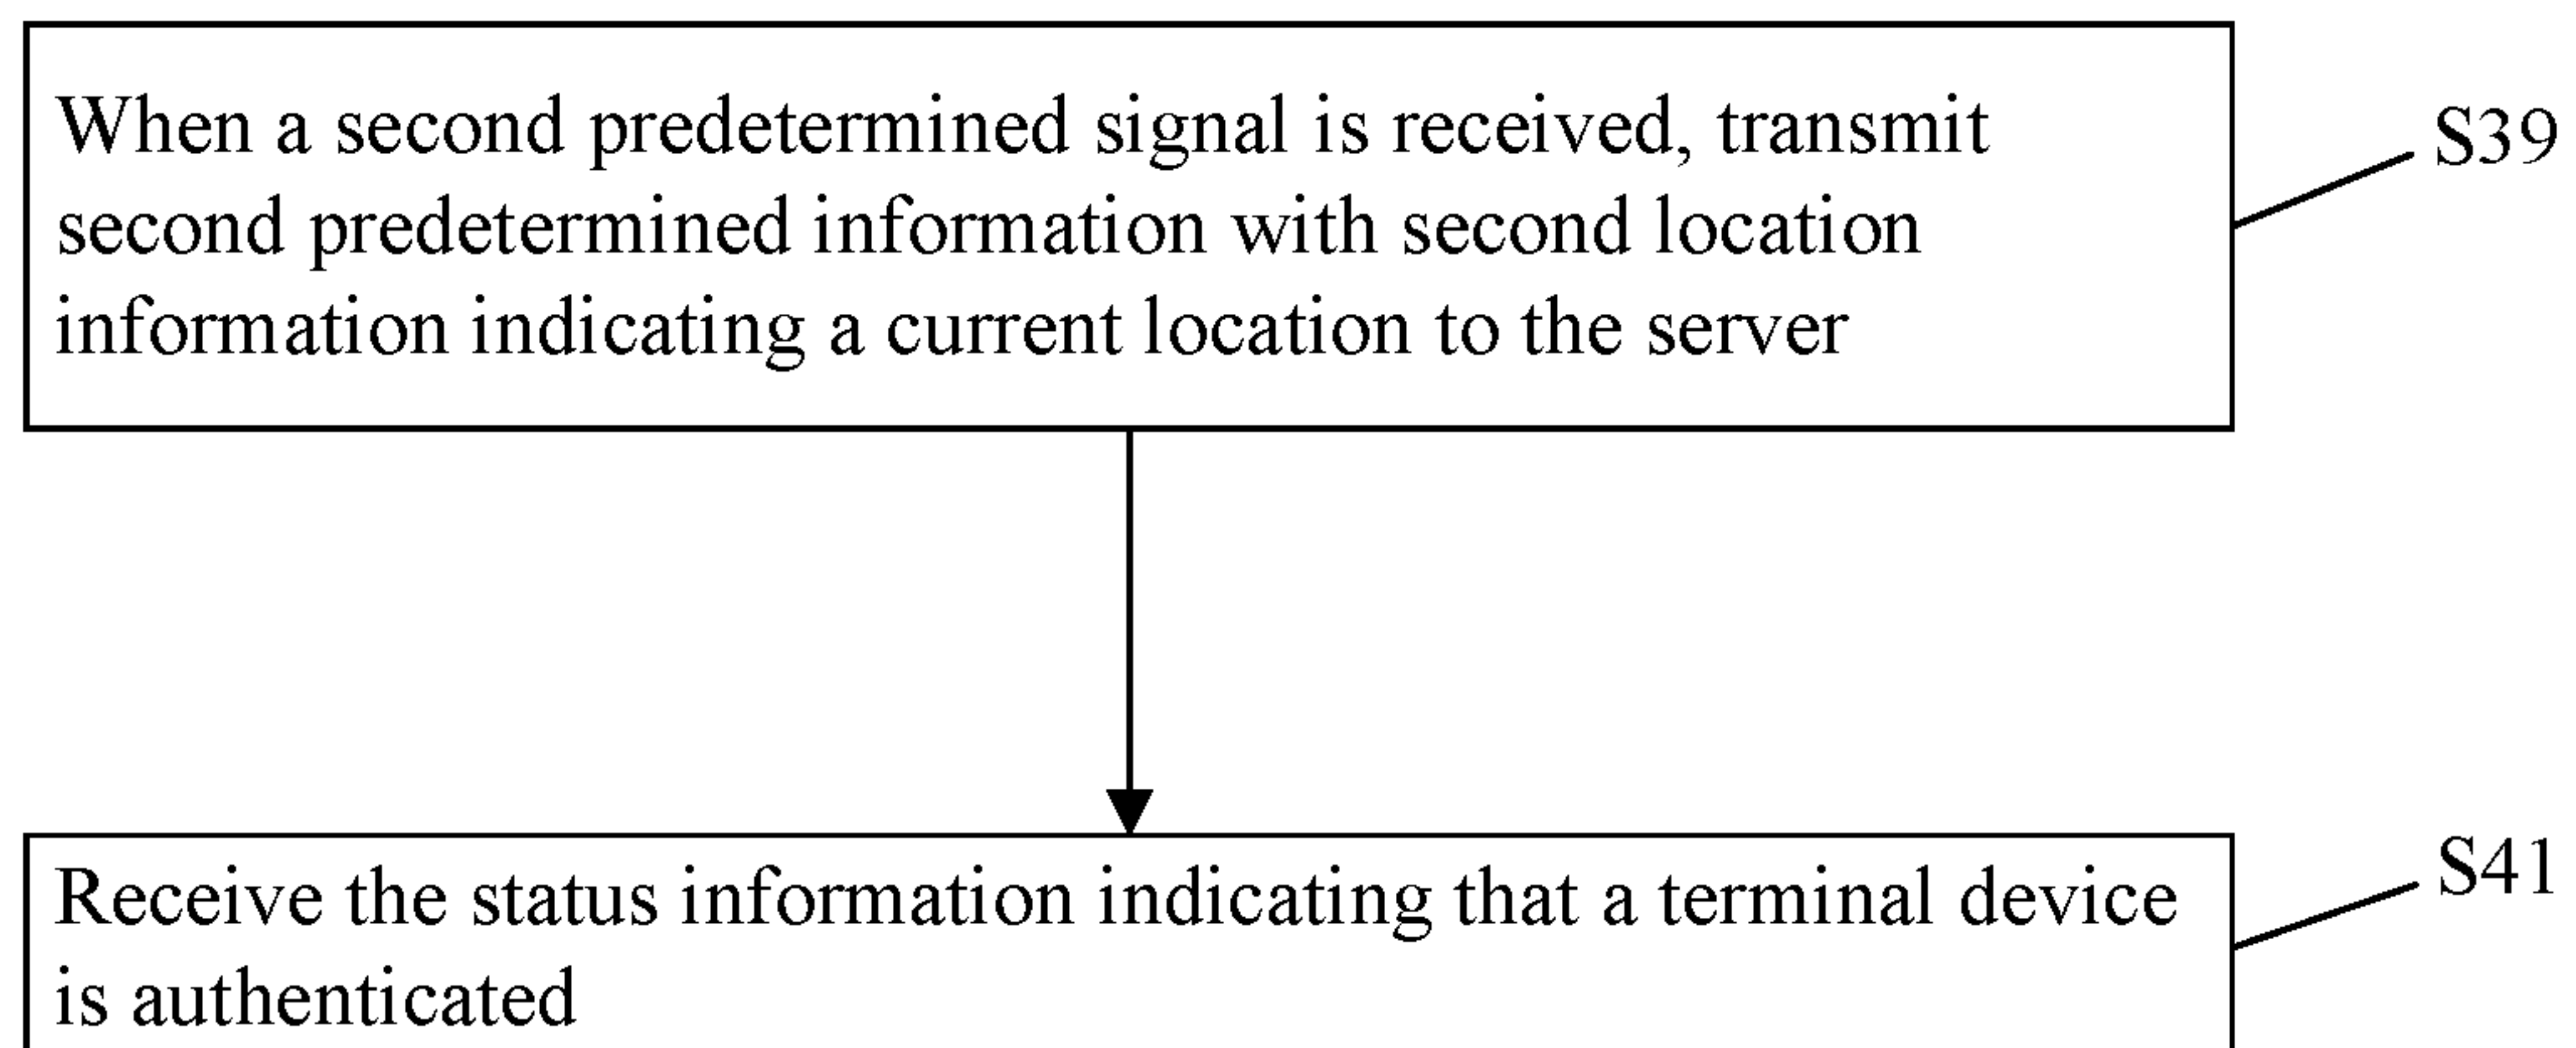 When a second predetermined signal is received, transmit
second predetermined information with second location
information indicating a current location to the server
S39
Receive the status information indicating that a terminal device
is authenticated
S41